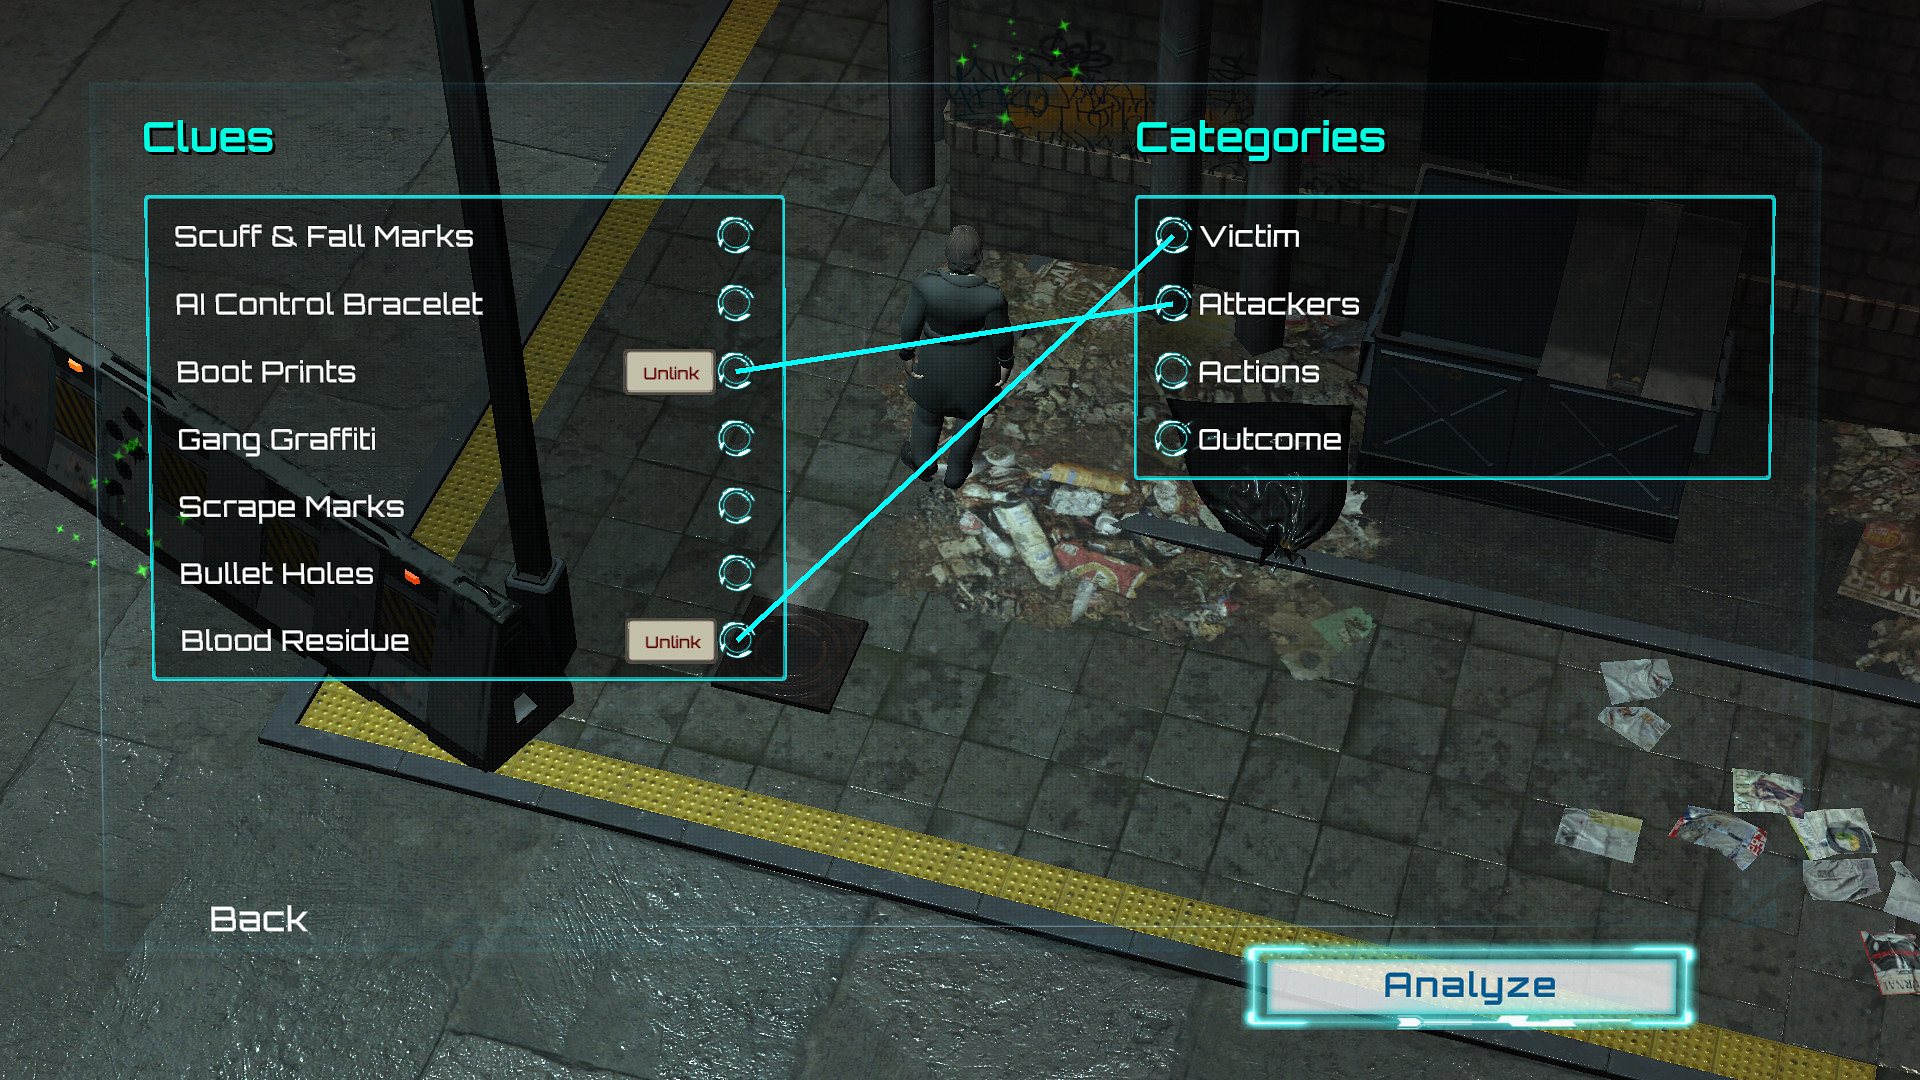 Clues
Categories
Scuff & Fall Marks
AI Control Bracelet
Boot Prints
Unlink
Gang Graffiti
Scrape Marks
Bullet Holes
Blood Residue
Unlink
Victim
Attackers
Actions
Outcome
Back
Analyze